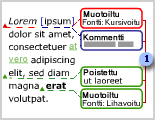 Lorem [ipsum]
dolor sit amet,
consectetuer at
vero adipiscing
elit, sed diam
magna erat
volutpat.
Muotoiltu
Fontti: Kursivoitu
Kommentti
Poistettu
ut laoreet
Muotoiltu
Fontti: Lihavoitu
1